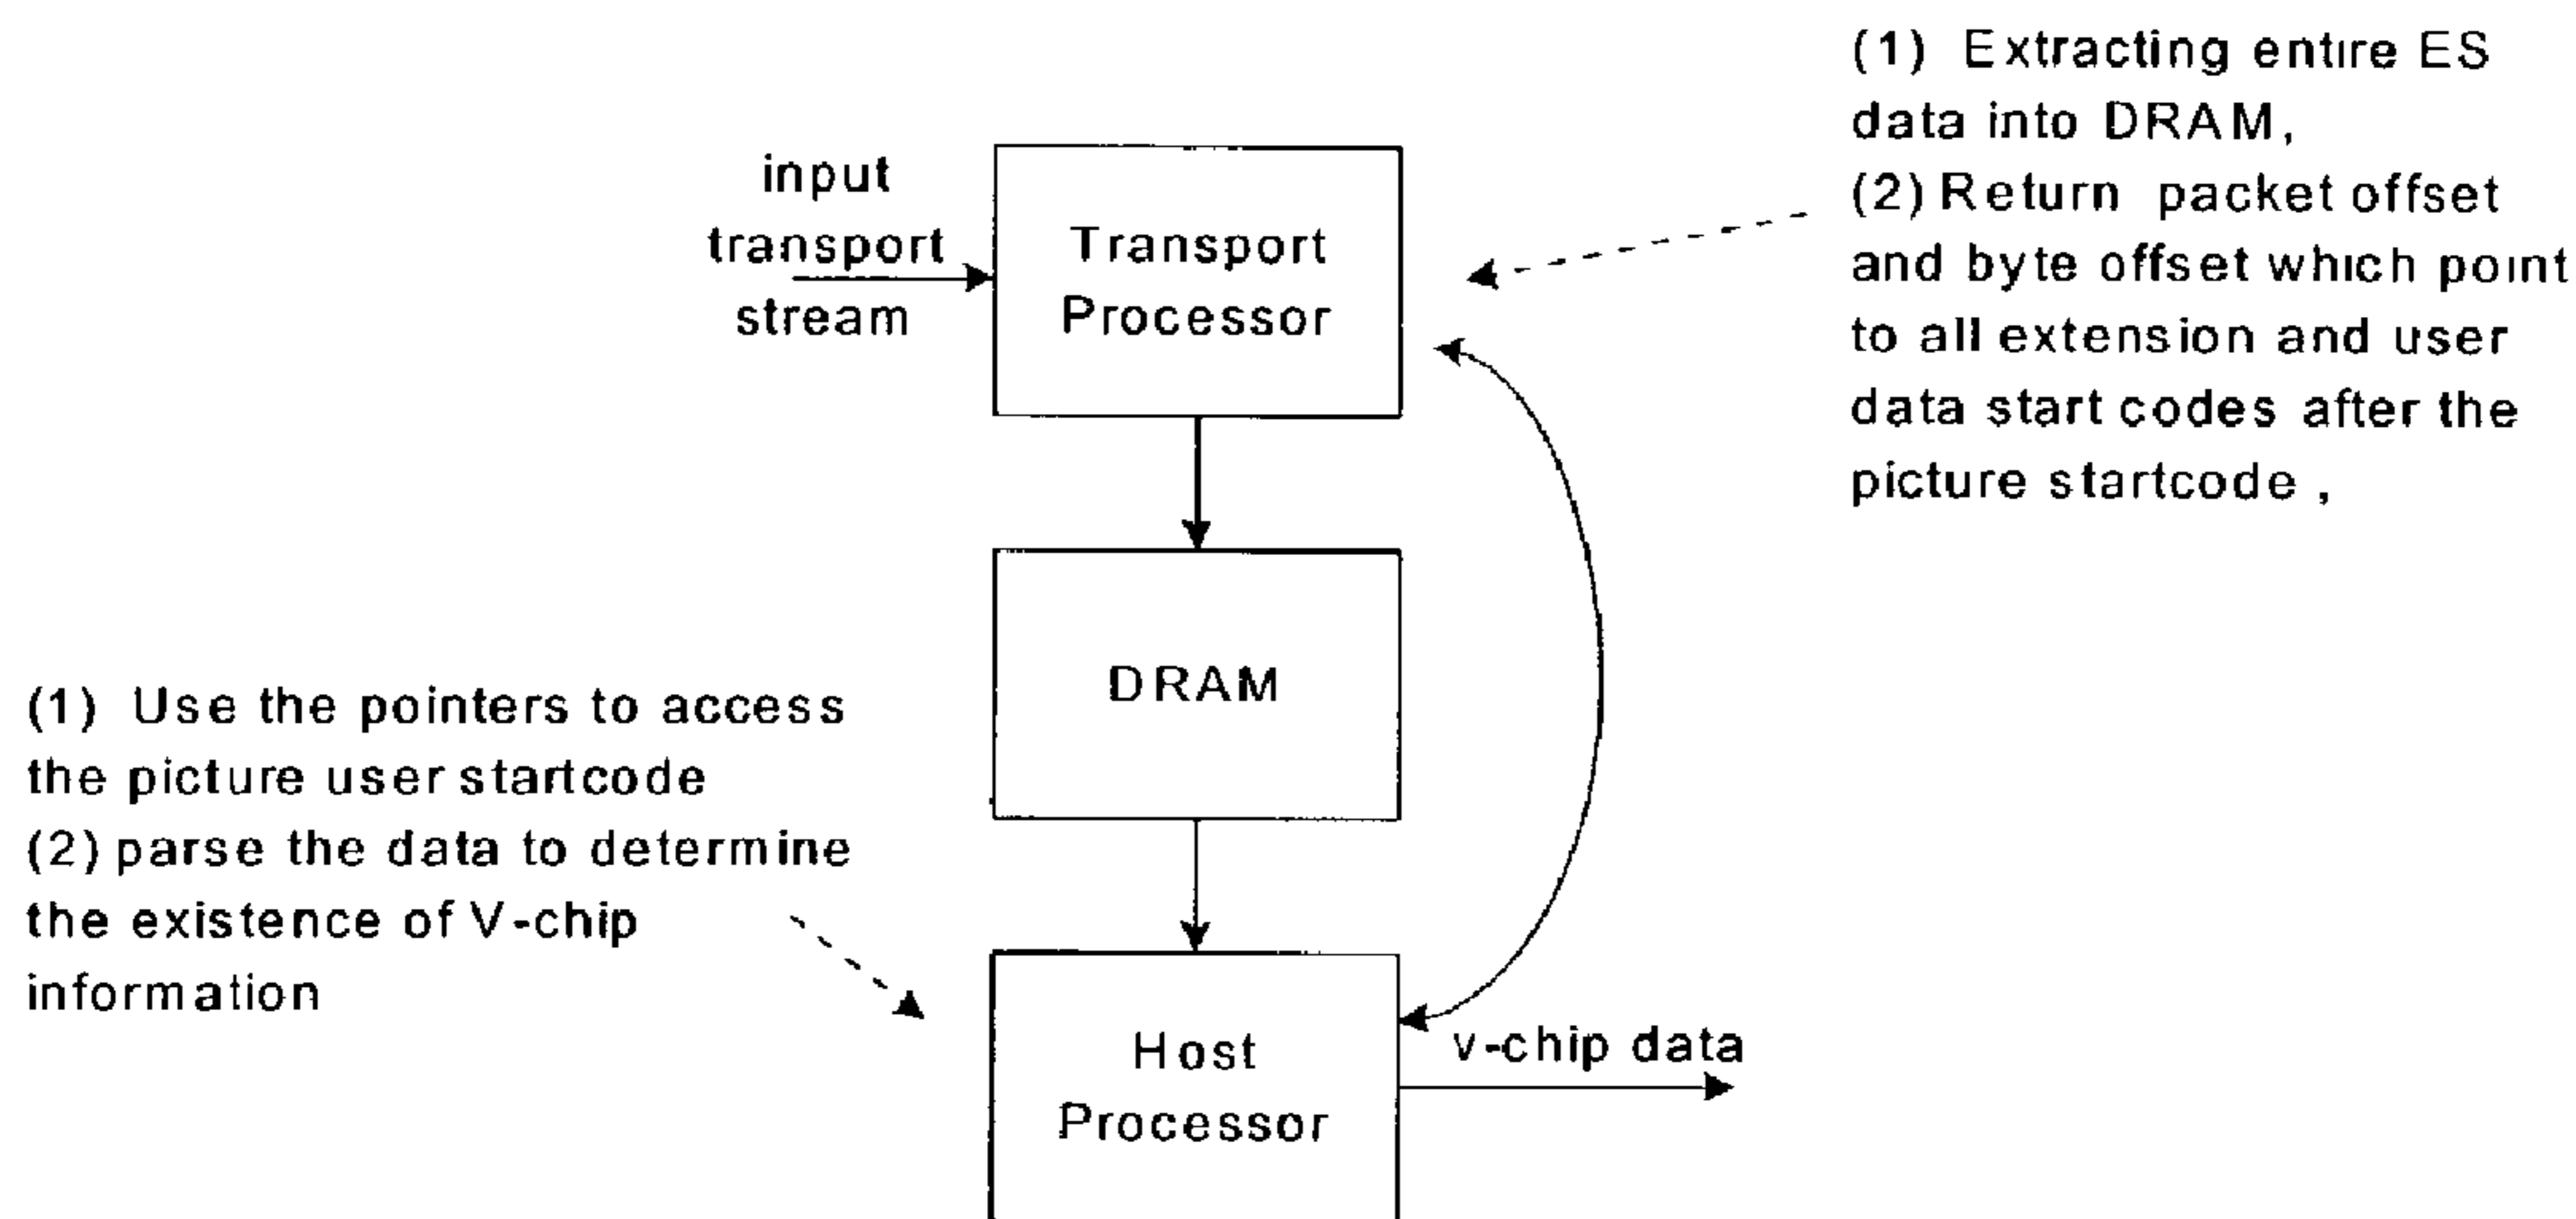 (1) Extracting entire ES
data into DRAM,
(2) Return packet offset
and byte offset which point
to all extension and user
data start codes after the
picture startcode ,
input
transport
stream
Transport
Processor
DRAM
(1) Use the pointers to access
the picture user startcode
(2) parse the data to determine
the existence of V-chip
information
Host
Processor
v-chip data